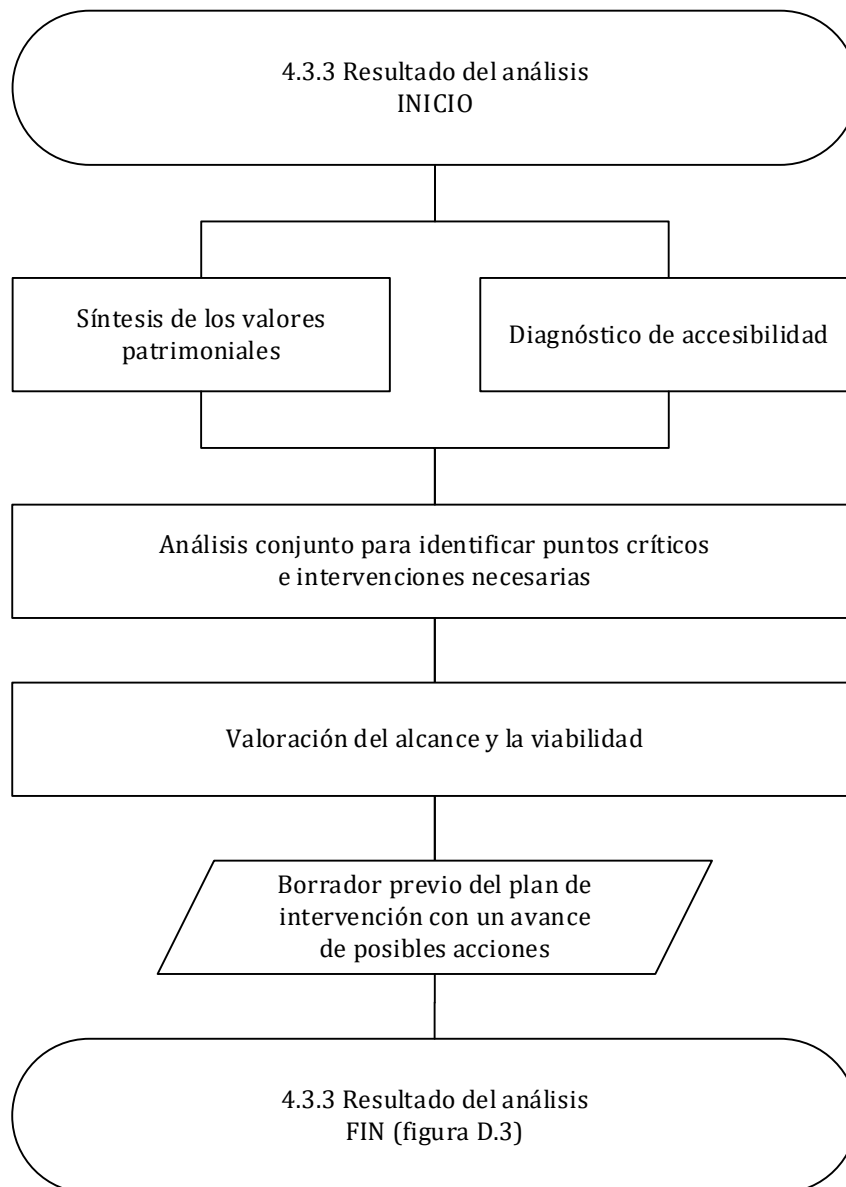 4.3.3 Resultado del análisis
INICIO
Síntesis de los valores
patrimoniales
Diagnóstico de accesibilidad
Análisis conjunto para identificar puntos críticos
e intervenciones necesarias
Valoración del alcance y la viabilidad
Borrador previo del plan de
intervención con un avance
de posibles acciones
4.3.3 Resultado del análisis
FIN (figura D.3)